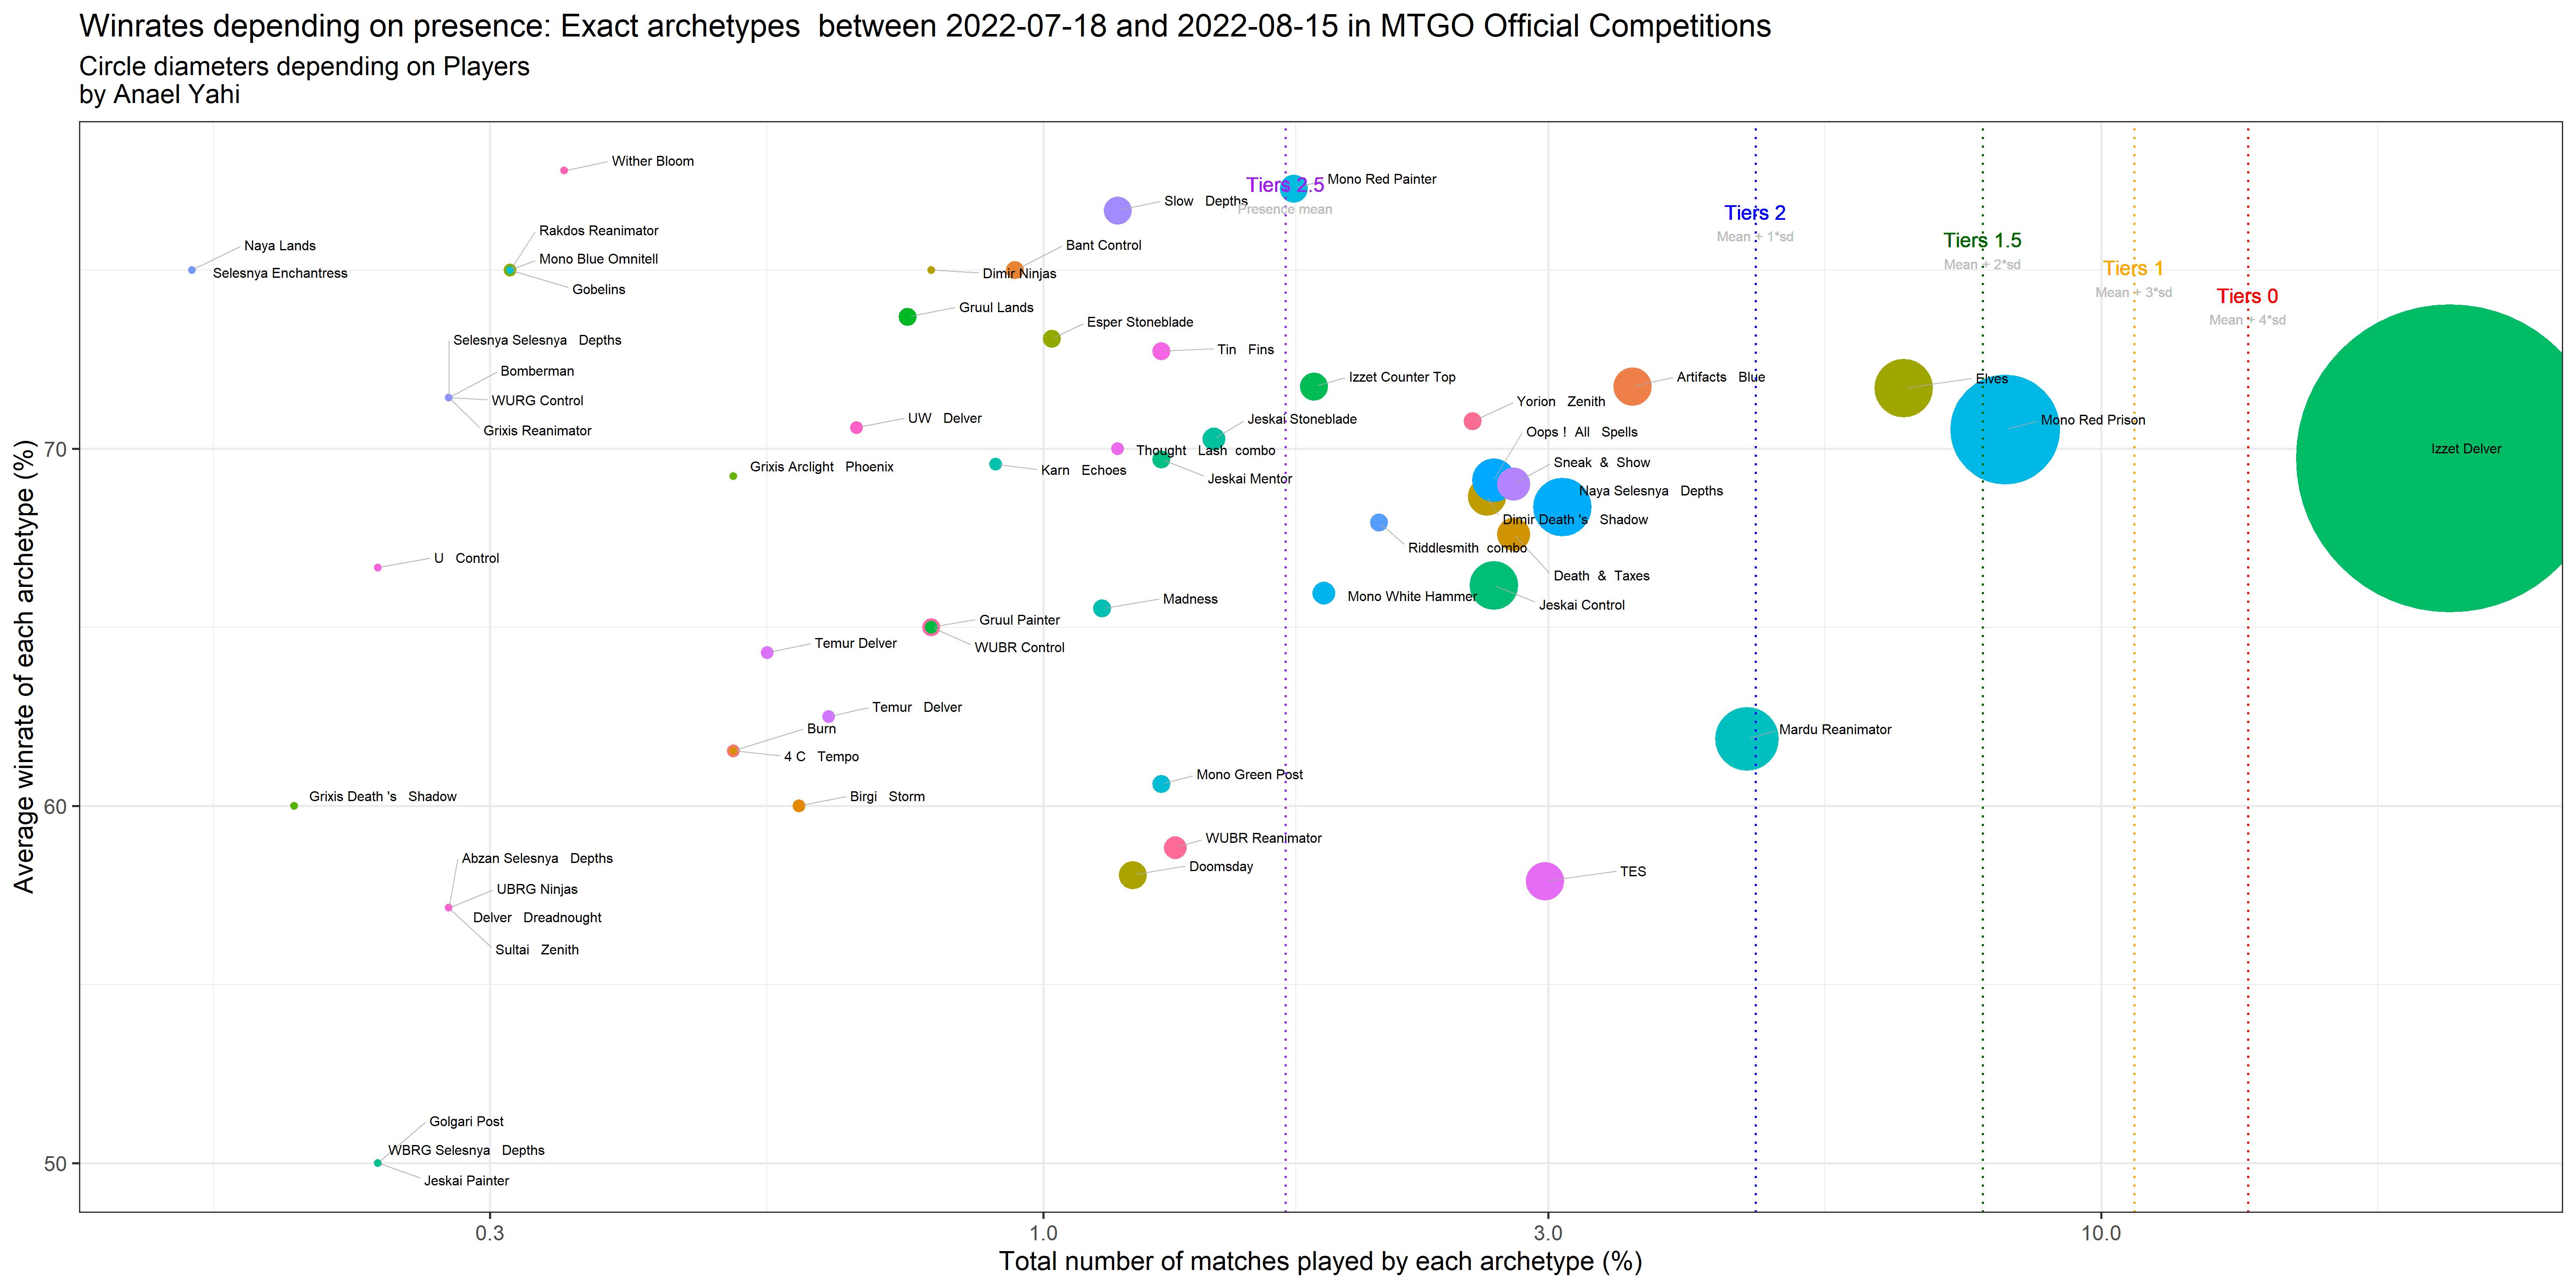 Winrates depending on presence: Exact archetypes  between 2022-07-18 and 2022-08-15 in MTGO Official Competitions
Circle diameters depending on Players
by Anael Yahi
Wither Bloom
Mono Red Painter
Tiers 2.5
Presence mean
Slow   Depths
Tiers 2
Mean + 1*sd
Rakdos Reanimator
Naya Lands
Bant Control
Tiers 1.5
Mean + 2*sd
Mono Blue Omnitell
Selesnya Enchantress
Dimir Ninjas
Tiers 1
Mean + 3*sd
Gobelins
Tiers 0
Mean + 4*sd
Gruul Lands
Esper Stoneblade
Selesnya Selesnya   Depths
Tin   Fins
Bomberman
Izzet Counter Top
Artifacts   Blue
Elves
WURG Control
Yorion   Zenith
UW   Delver
Jeskai Stoneblade
Mono Red Prison
Grixis Reanimator
Oops !  All   Spells
Thought   Lash  combo
Izzet Delver
Grixis Arclight   Phoenix
Karn   Echoes
Sneak  &  Show
Jeskai Mentor
Naya Selesnya   Depths
Dimir Death 's   Shadow
Riddlesmith  combo
U   Control
Death  &  Taxes
Mono White Hammer
Madness
Jeskai Control
Gruul Painter
Temur Delver
WUBR Control
Temur   Delver
Burn
Mardu Reanimator
4 C   Tempo
Mono Green Post
Grixis Death 's   Shadow
Birgi   Storm
WUBR Reanimator
Abzan Selesnya   Depths
Doomsday
TES
UBRG Ninjas
Delver   Dreadnought
Sultai   Zenith
Golgari Post
WBRG Selesnya   Depths
Jeskai Painter
70
60
50
Average winrate of each archetype (%)
0.3
1.0
3.0
10.0
Total number of matches played by each archetype (%)